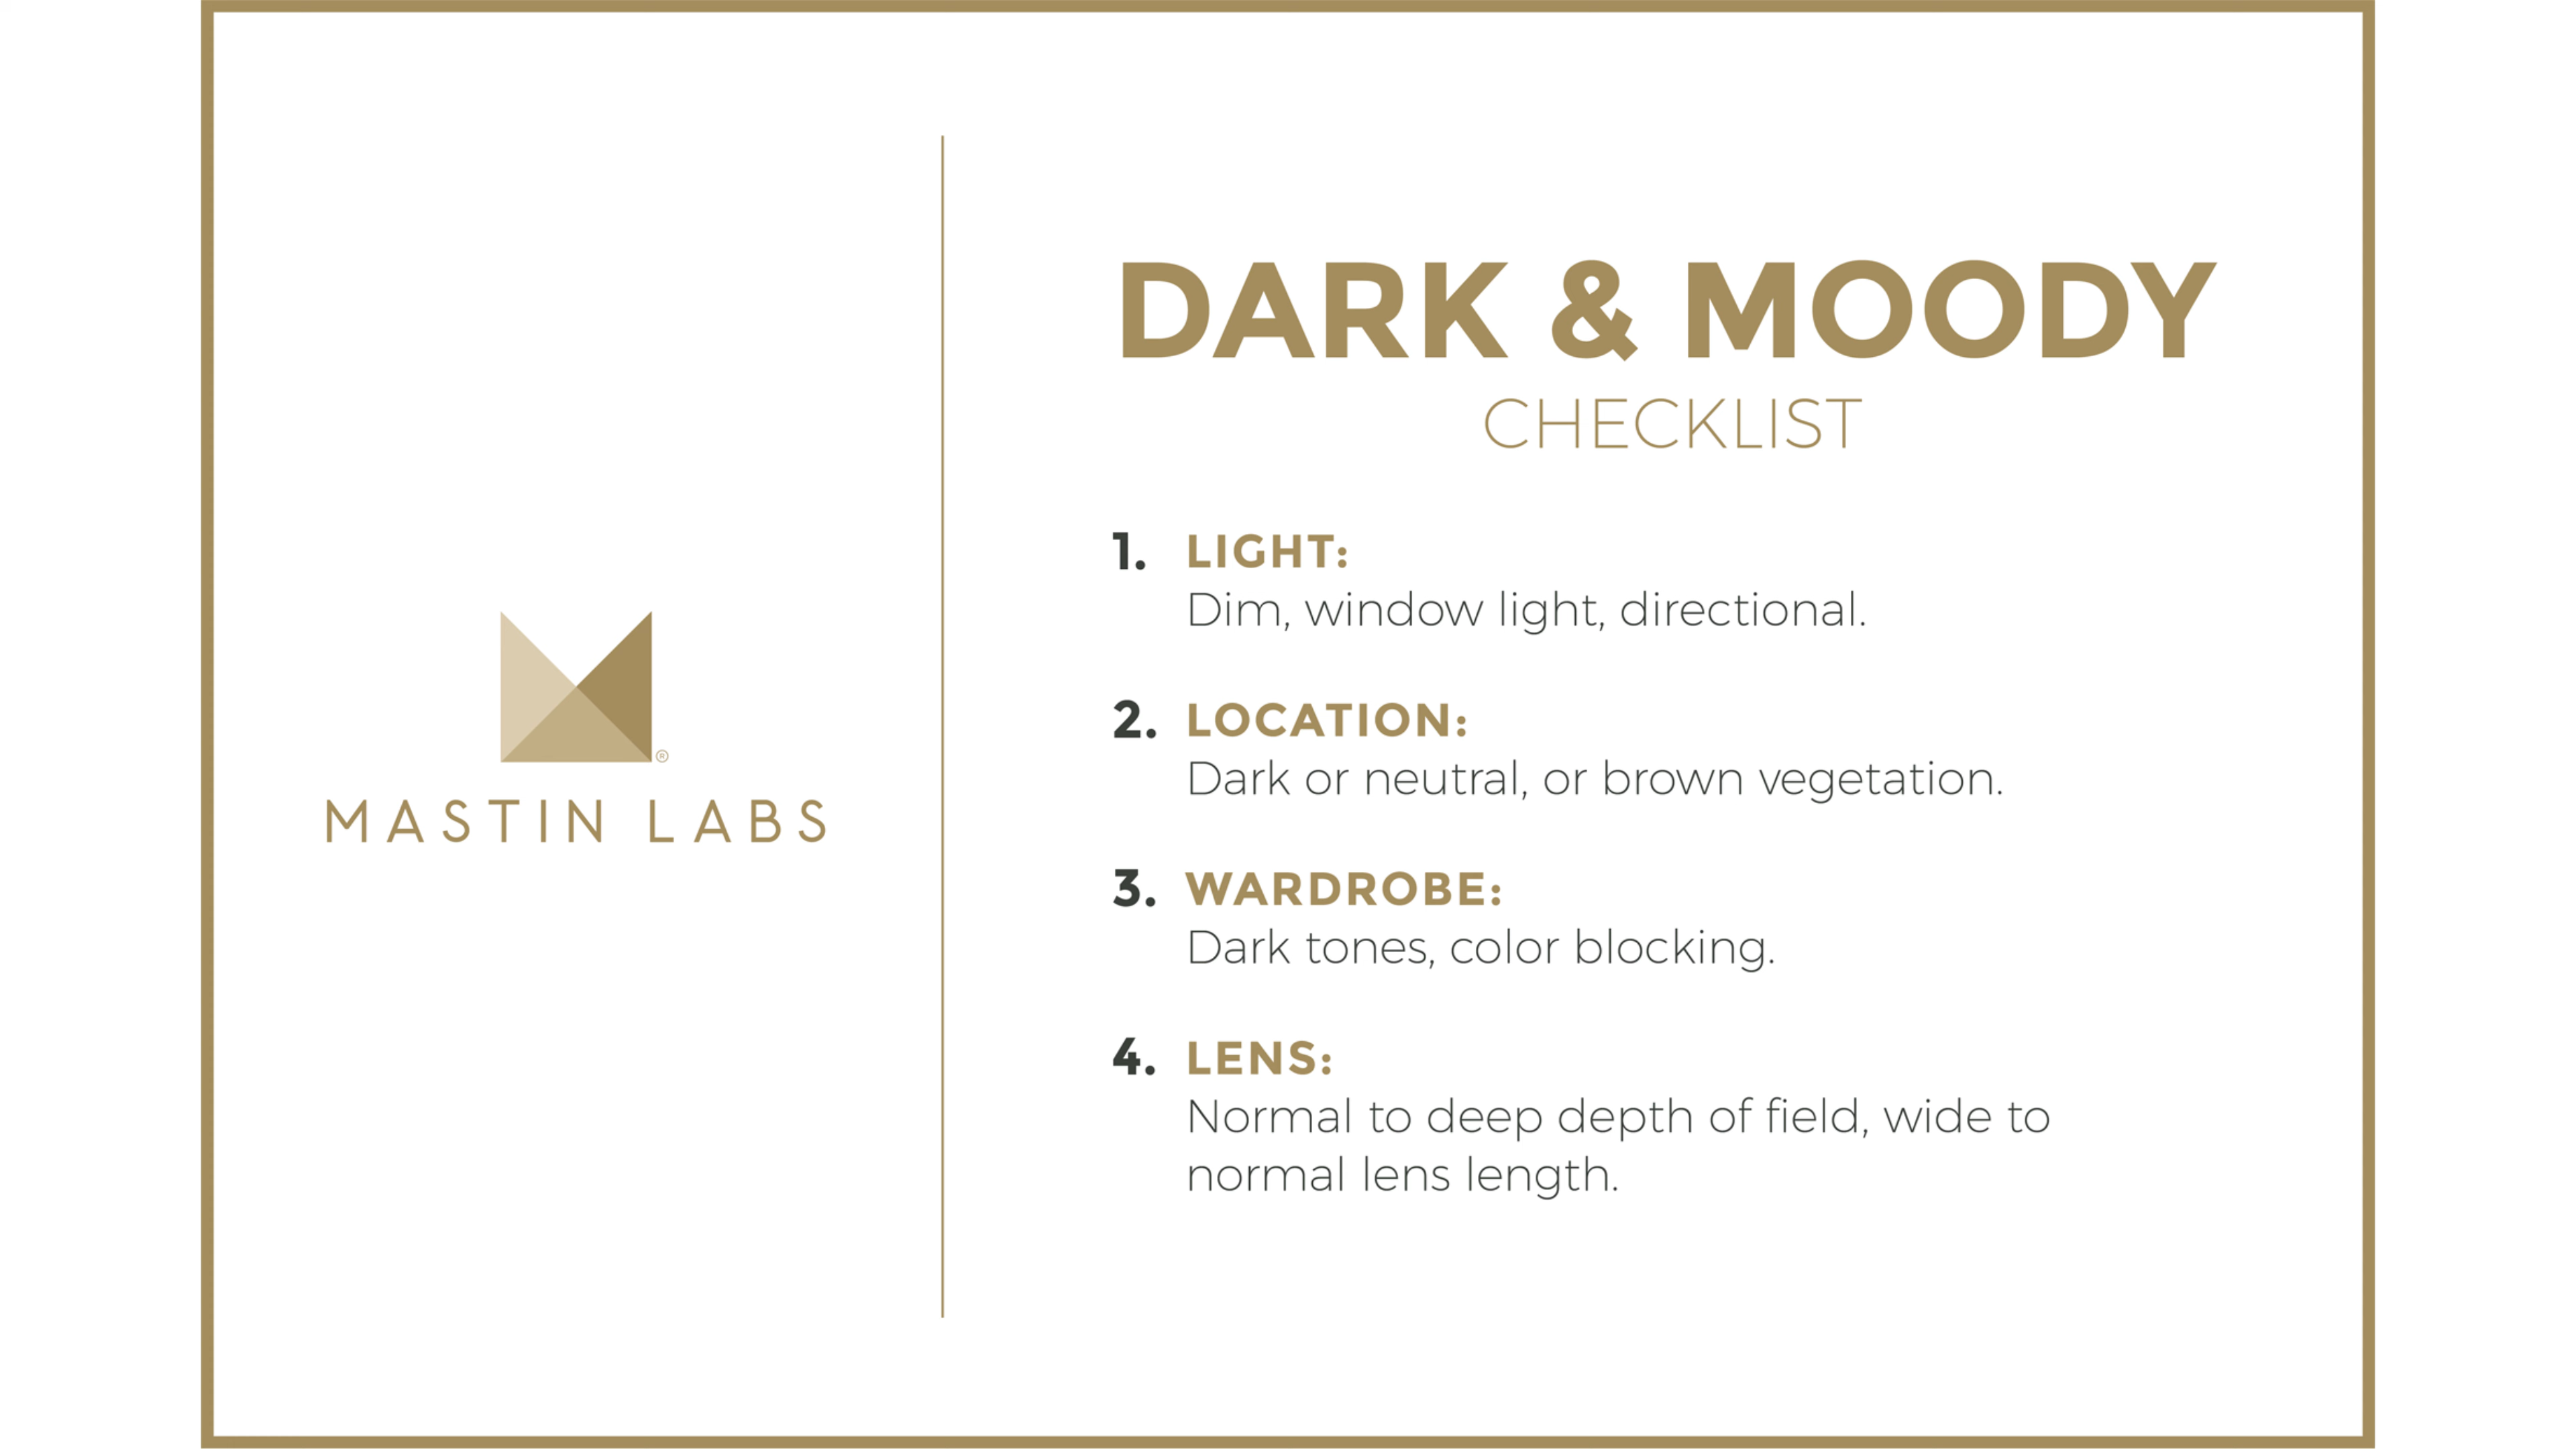 MASTIN LABS
®
DARK & MOODY
CHECKLIST
1. LIGHT:
Dim, window light, directional.
2. LOCATION:
Dark or neutral, or brown vegetation.
3. WARDROBE:
Dark tones, color blocking.
4. LENS:
Normal to deep depth of field, wide to
normal lens length.